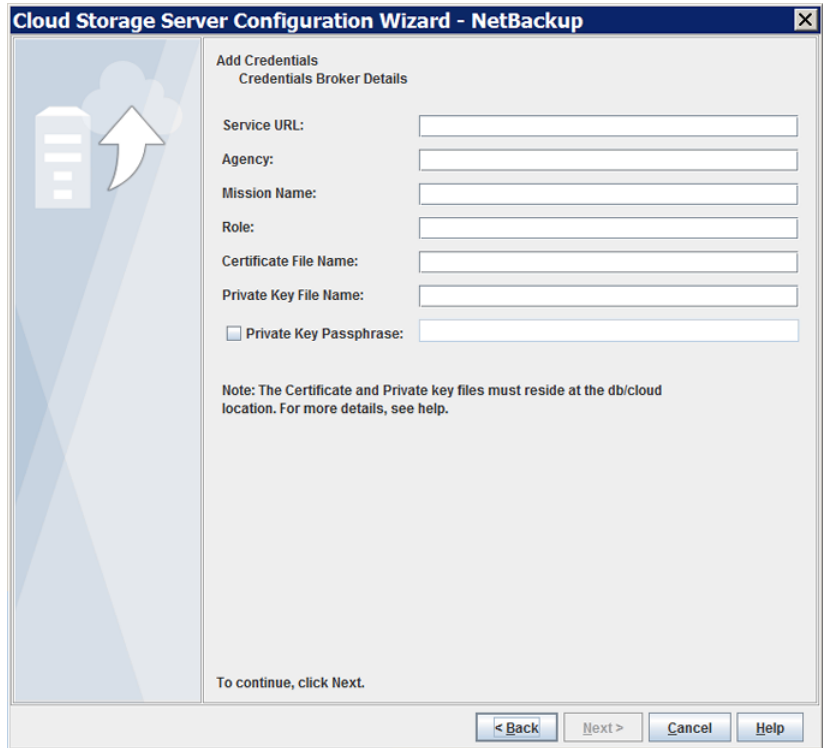 Cloud Storage Server Configuration Wizard - NetBackup
Add Credentials
Credentials Broker Details
Service URL:
Agency:
Mission Name:
Role:
Certificate File Name:
Private Key File Name:
Private Key Passphrase:
Note: The Certificate and Private key files must reside at the db/cloud
location. For more details, see help.
To continue, click Next.
< Back
Next >
Cancel
Help